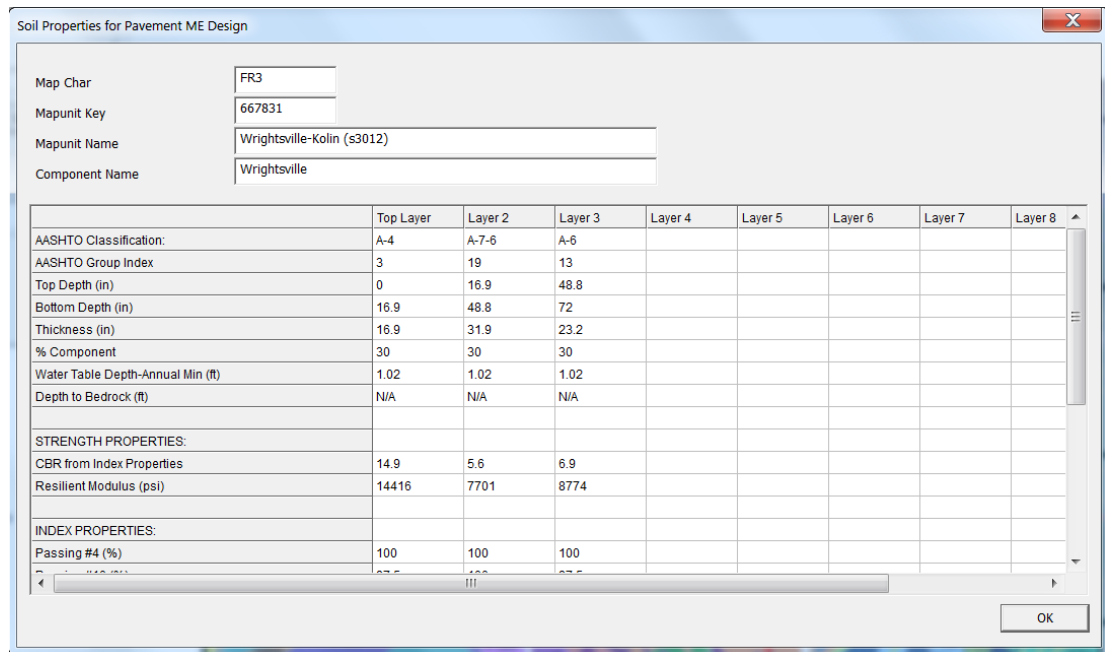 Soil Properties for Pavement ME Design
Map Char FR3
Mapunit Key 667831
Mapunit Name Wrightsville-Kolin (s3012)
Component Name Wrightsville
Top Layer Layer 2 Layer 3 Layer 4 Layer 5 Layer 6 Layer 7 Layer 8
AASHTO Classification: A-4 A-7-6 A-6
AASHTO Group Index 3 19 13
Top Depth (in) 0 16.9 48.8
Bottom Depth (in) 16.9 48.8 72
Thickness (in) 16.9 31.9 23.2
% Component 30 30 30
Water Table Depth-Annual Min (ft) 1.02 1.02 1.02
Depth to Bedrock (ft) N/A N/A N/A
STRENGTH PROPERTIES:
CBR from Index Properties 14.9 5.6 6.9
Resilient Modulus (psi) 14416 7701 8774
INDEX PROPERTIES:
Passing #4 (%) 100 100 100
OK